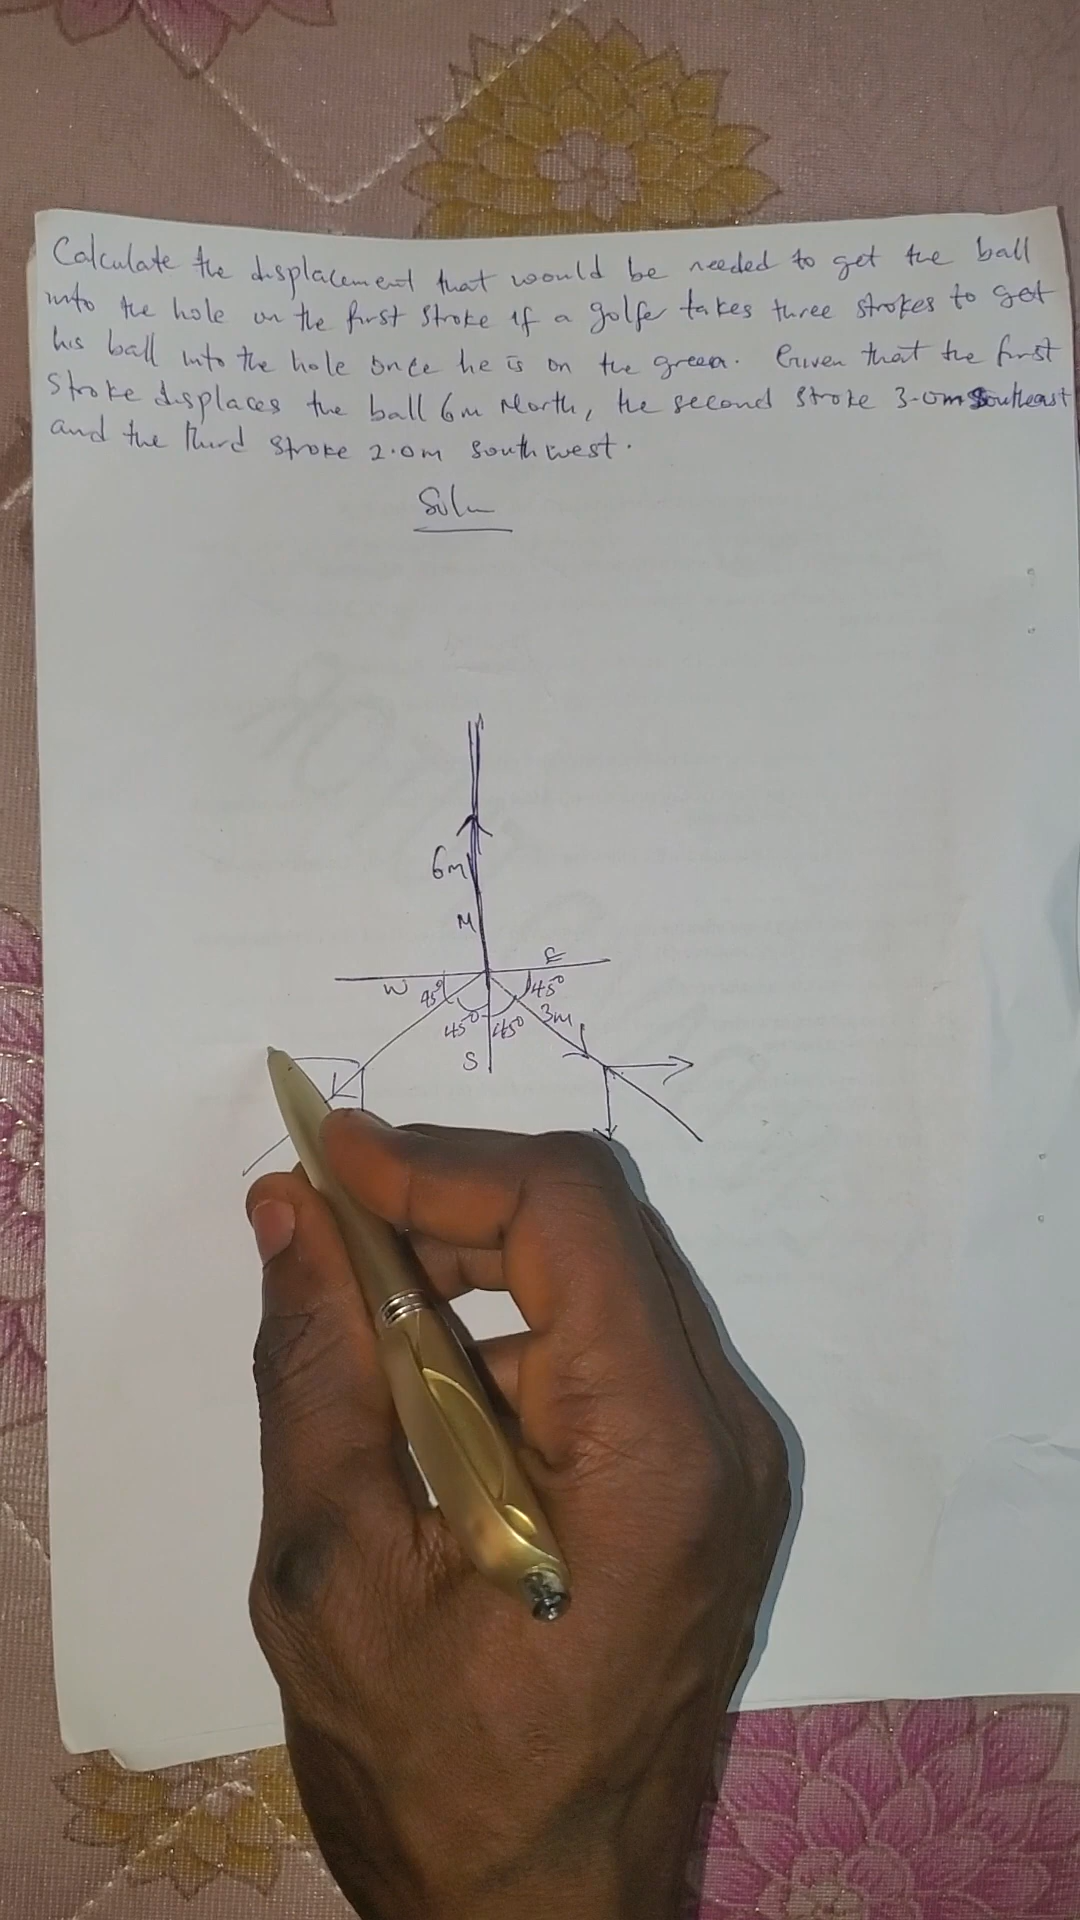 Calculate the displacement that would be needed to get the ball
into the hole on the first stroke if a golfer takes three strokes to get
his ball into the hole once he is on the green. Given that the first
stroke displaces the ball 6m North, the second stroke 3.0m Southeast
and the third stroke 2.0m southwest.
Soln
6m
N
E
W
45°
45°
45°
45°
3m
S